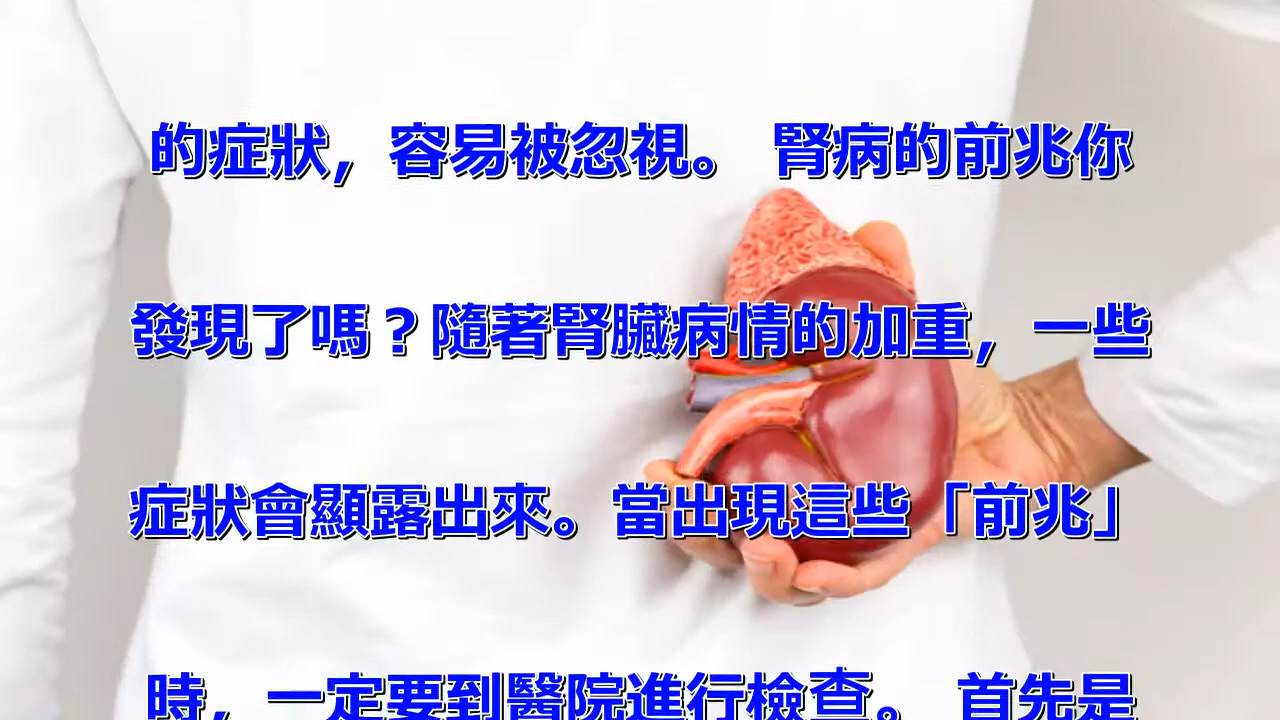 的症狀，容易被忽視。 腎病的前兆你
發現了嗎？隨著腎臟病情的加重，一些
症狀會顯露出來。當出現這些「前兆」
時，一定要到醫院進行檢查。 首先是